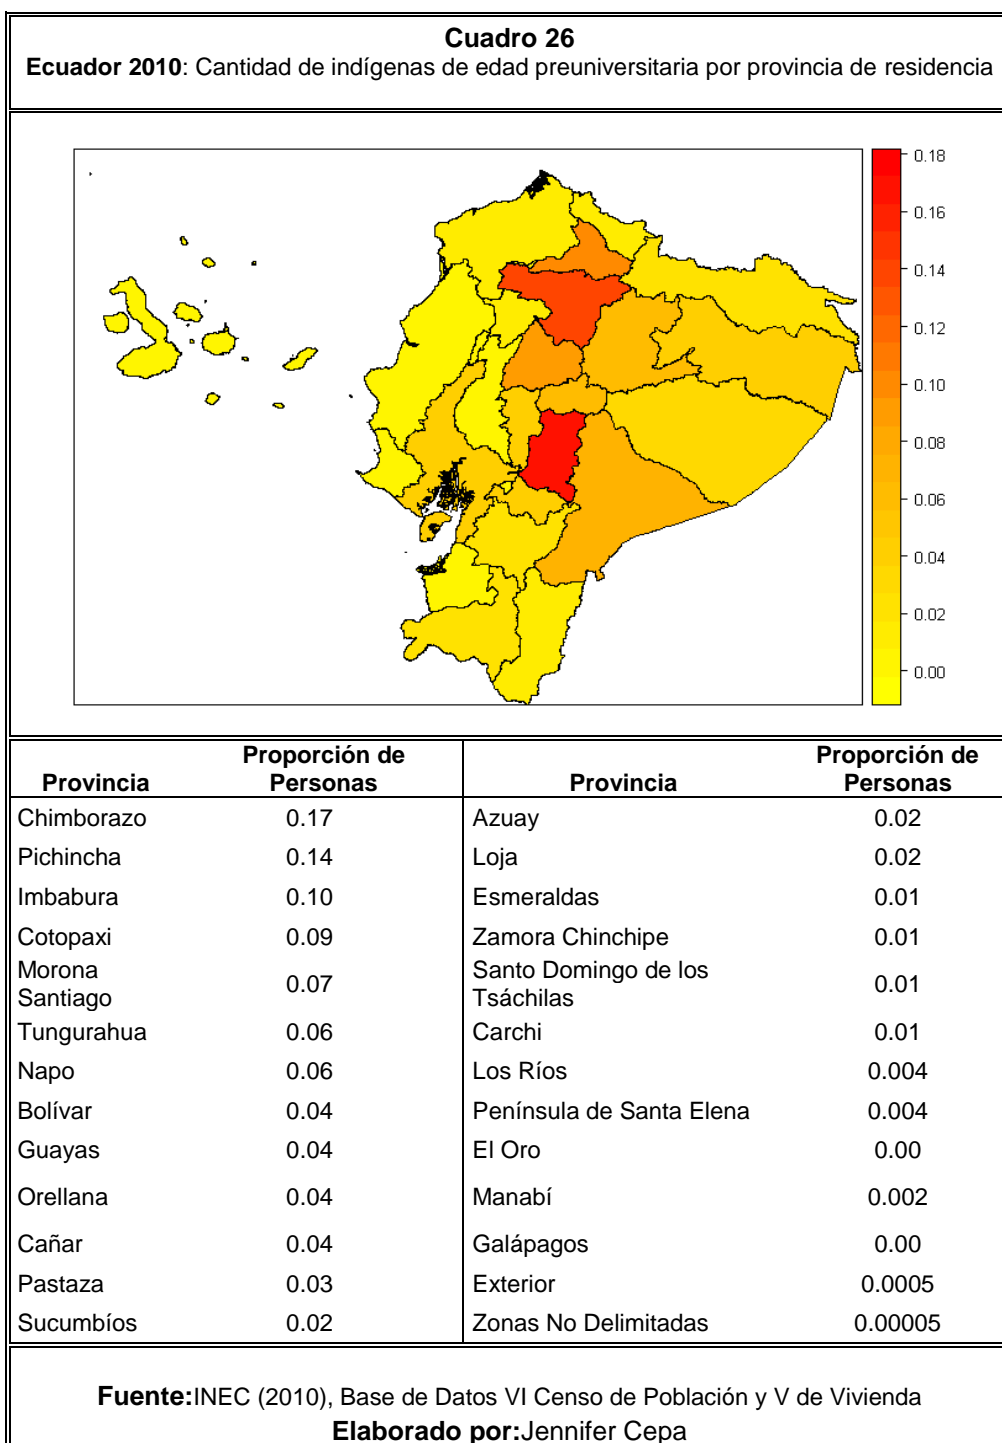 Cuadro 26
Ecuador 2010: Cantidad de indígenas de edad preuniversitaria por provincia de residencia
0.18
0.16
0.14
0.12
0.10
0.08
0.06
0.04
0.02
0.00
Provincia Proporción de Personas Provincia Proporción de Personas
Chimborazo 0.17 Azuay 0.02
Pichincha 0.14 Loja 0.02
Imbabura 0.10 Esmeraldas 0.01
Cotopaxi 0.09 Zamora Chinchipe 0.01
Morona Santiago 0.07 Santo Domingo de los Tsáchilas 0.01
Tungurahua 0.06 Carchi 0.01
Napo 0.06 Los Ríos 0.004
Bolívar 0.04 Península de Santa Elena 0.004
Guayas 0.04 El Oro 0.00
Orellana 0.04 Manabí 0.002
Cañar 0.04 Galápagos 0.00
Pastaza 0.03 Exterior 0.0005
Sucumbíos 0.02 Zonas No Delimitadas 0.00005
Fuente:INEC (2010), Base de Datos VI Censo de Población y V de Vivienda
Elaborado por:Jennifer Cepa